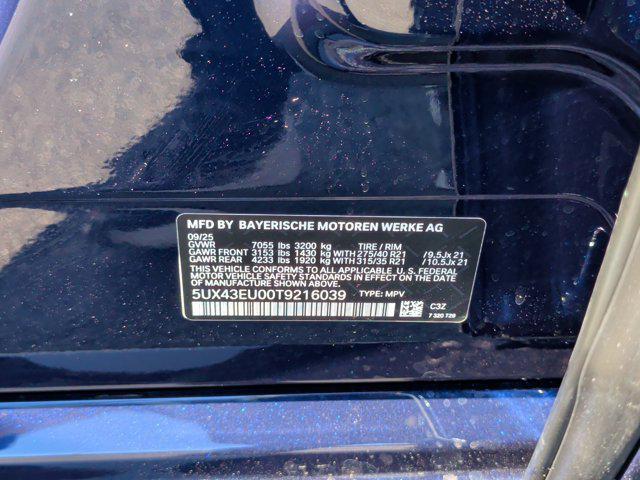 MFD BY BAYERISCHE MOTOREN WERKE AG
09/25
GVWR 7055 lbs 3200 kg TIRE / RIM
GAWR FRONT 3153 lbs 1430 kg WITH 275/40 R21 / 9.5Jx 21
GAWR REAR 4233 lbs 1920 kg WITH 315/35 R21 / 10.5Jx 21
THIS VEHICLE CONFORMS TO ALL APPLICABLE U.S. FEDERAL
MOTOR VEHICLE SAFETY STANDARDS IN EFFECT ON THE DATE
OF MANUFACTURE SHOWN ABOVE.
5UX43EU00T9216039 TYPE: MPV
C3Z
7 320 729